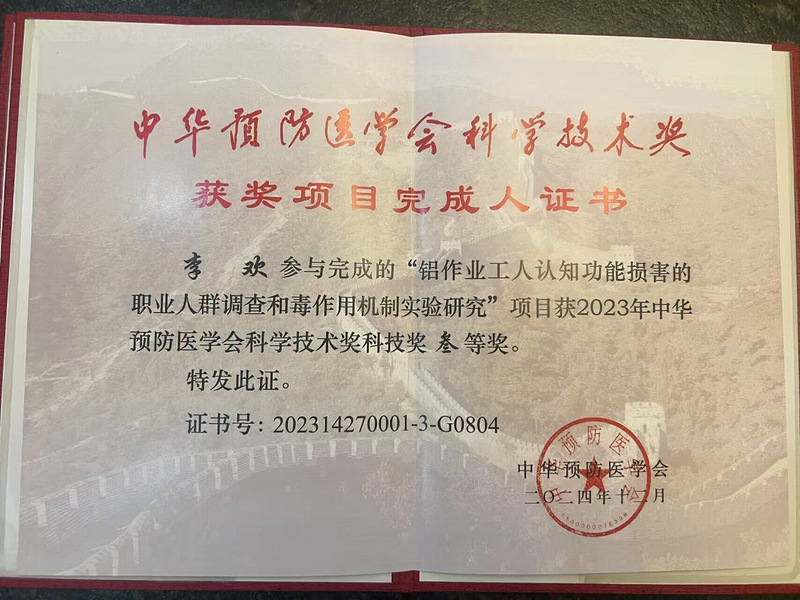 中华预防医学会科学技术奖
获奖项目完成人证书
李 欢 参与完成的“铝作业工人认知功能损害的
职业人群调查和毒作用机制实验研究”项目获2023年中华
预防医学会科学技术奖科技奖 叁 等奖。
特发此证。
证书号：202314270001-3-G0804
中华预防医学会
二〇二四年十二月